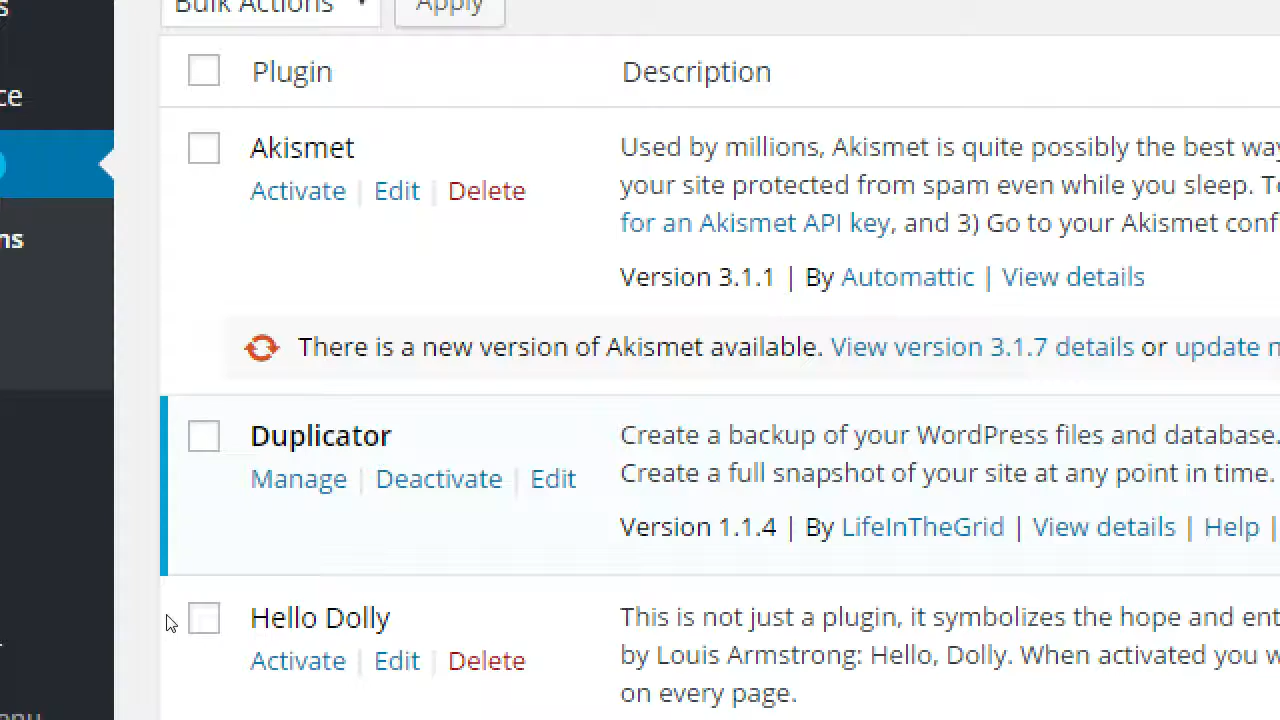 Bulk Actions Apply
Plugin Description
ce
Akismet Used by millions, Akismet is quite possibly the best way
Activate | Edit | Delete your site protected from spam even while you sleep. To
for an Akismet API key, and 3) Go to your Akismet conf
ns
Version 3.1.1 | By Automattic | View details
There is a new version of Akismet available. View version 3.1.7 details or update n
Duplicator Create a backup of your WordPress files and database.
Manage | Deactivate | Edit Create a full snapshot of your site at any point in time.
Version 1.1.4 | By LifeInTheGrid | View details | Help |
Hello Dolly This is not just a plugin, it symbolizes the hope and ent
Activate | Edit | Delete by Louis Armstrong: Hello, Dolly. When activated you w
on every page.